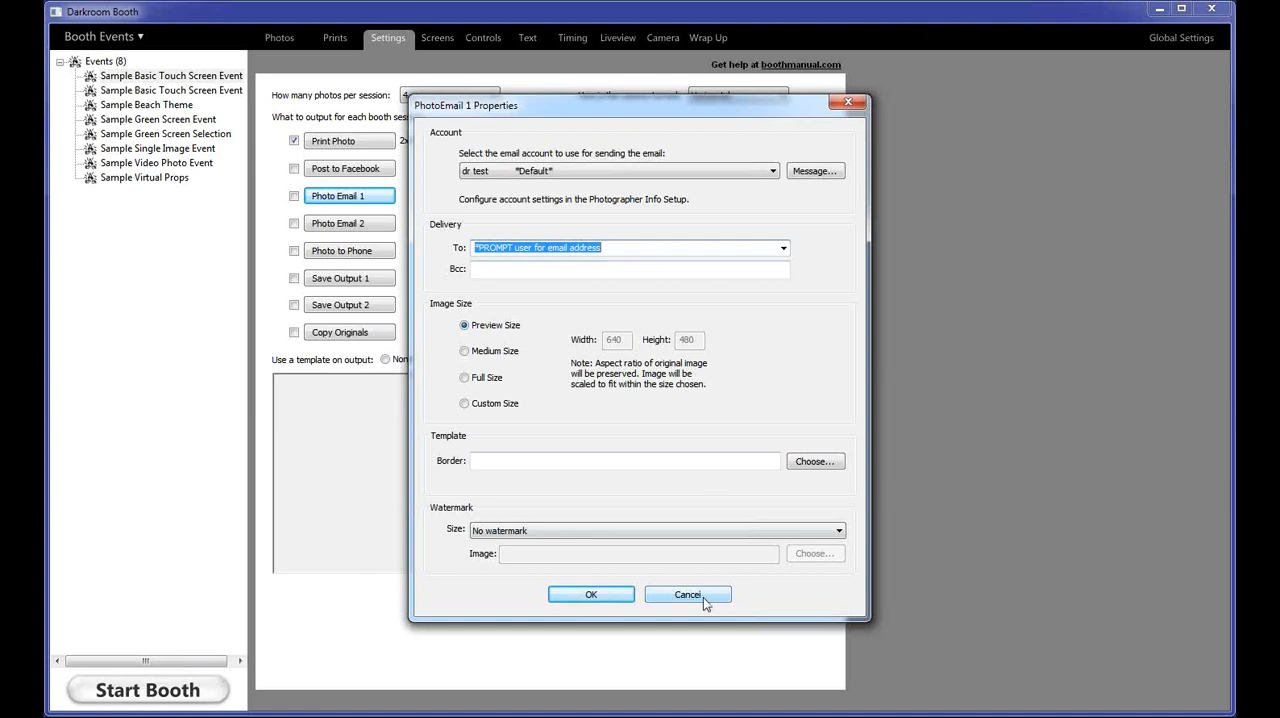 Darkroom Booth
Booth Events ▾
Photos Prints Settings Screens Controls Text Timing Liveview Camera Wrap Up Global Settings
Events (8)
Sample Basic Touch Screen Event
Sample Basic Touch Screen Event
Sample Beach Theme
Sample Green Screen Event
Sample Green Screen Selection
Sample Single Image Event
Sample Video Photo Event
Sample Virtual Props
Start Booth
Get help at boothmanual.com
How many photos per session: 4
What to output for each booth ses
Print Photo 2x
Post to Facebook
Photo Email 1
Photo Email 2
Photo to Phone
Save Output 1
Save Output 2
Copy Originals
Use a template on output: Non
PhotoEmail 1 Properties
Account
Select the email account to use for sending the email:
dr test *Default* Message...
Configure account settings in the Photographer Info Setup.
Delivery
To: *PROMPT user for email address
Bcc:
Image Size
Preview Size
Medium Size
Full Size
Custom Size
Width: 640 Height: 480
Note: Aspect ratio of original image
will be preserved. Image will be
scaled to fit within the size chosen.
Template
Border: Choose...
Watermark
Size: No watermark
Image: Choose...
OK Cancel